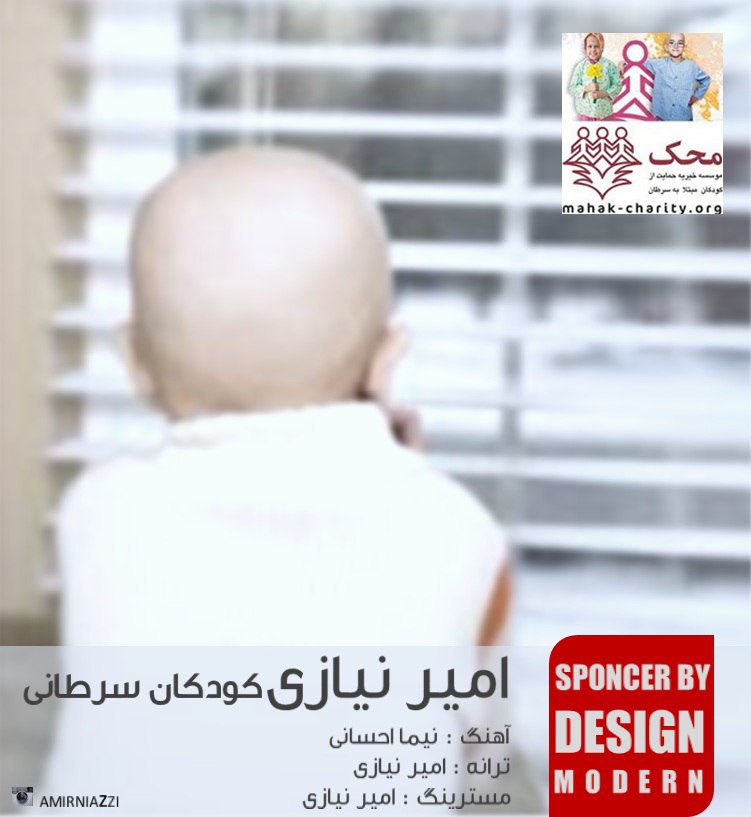 محک
موسسه خیریه حمایت از
کودکان مبتلا به سرطان
mahak-charity.org
امیر نیازی کودکان سرطانی
آهنگ : نیما احسانی
ترانه : امیر نیازی
مسترینگ : امیر نیازی
AMIRNIAZZI
SPONCER BY
DESIGN
MODERN